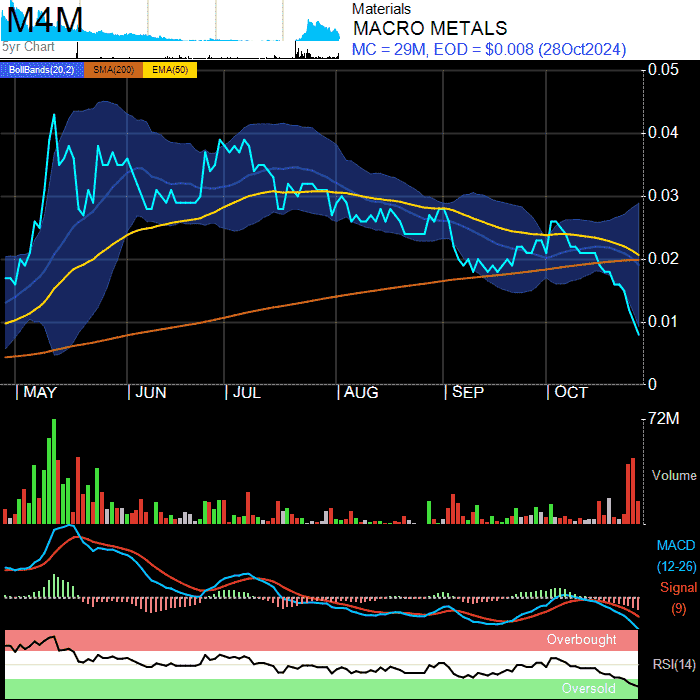 M4M
5yr Chart
Materials
MACRO METALS
MC = 29M, EOD = $0.008 (28Oct2024)
BollBands(20,2) SMA(200) EMA(50)
0.05
0.04
0.03
0.02
0.01
0
MAY JUN JUL AUG SEP OCT
72M
Volume
MACD
(12-26)
Signal
(9)
Overbought
RSI(14)
Oversold